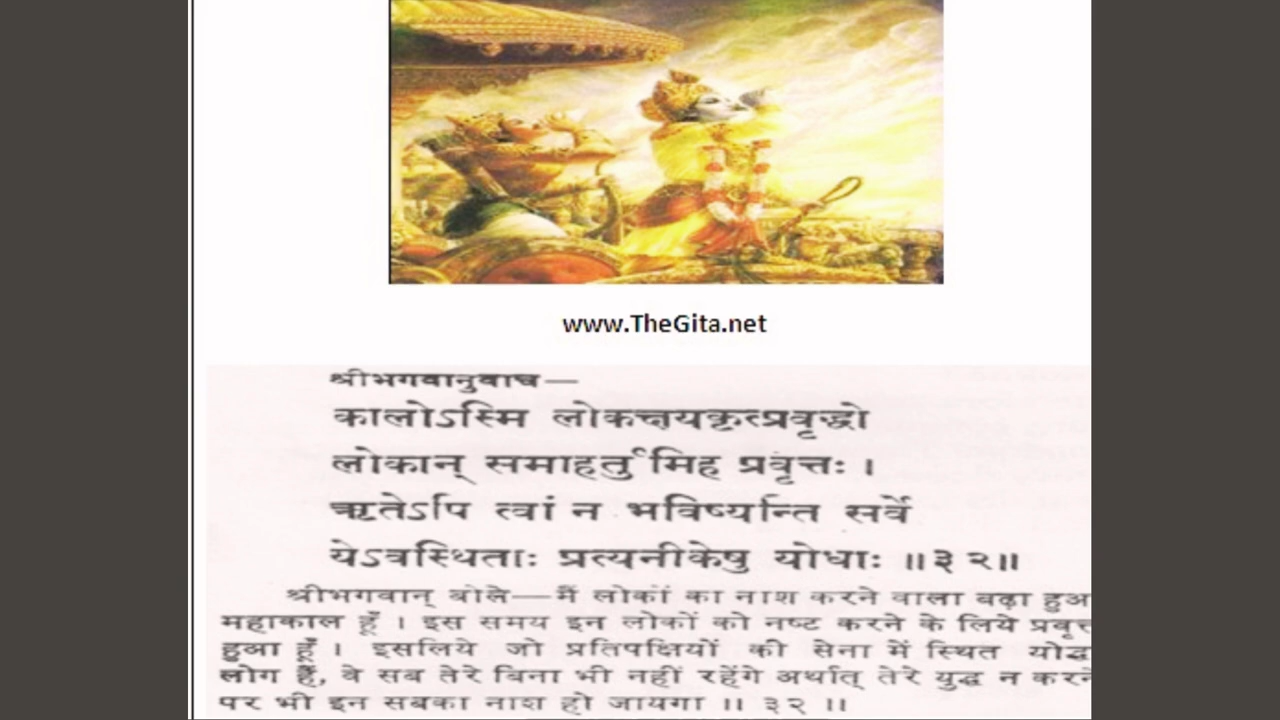 www.TheGita.net
श्रीभगवानुवाच—
कालोऽस्मि लोकक्षयकृत्प्रवृद्धो
लोकान् समाहर्तुमिह प्रवृत्तः ।
ऋतेऽपि त्वां न भविष्यन्ति सर्वे
येऽवस्थिताः प्रत्यनीकेषु योधाः ॥३२॥
श्रीभगवान् बोले—मैं लोकों का नाश करने वाला बढ़ा हुआ
महाकाल हूँ । इस समय इन लोकों को नष्ट करने के लिये प्रवृत्त
हुआ हूँ । इसलिये जो प्रतिपक्षियों की सेना में स्थित योद्ध
लोग हैं, वे सब तेरे बिना भी नहीं रहेंगे अर्थात् तेरे युद्ध न करने
पर भी इन सबका नाश हो जायगा ॥ ३२ ॥